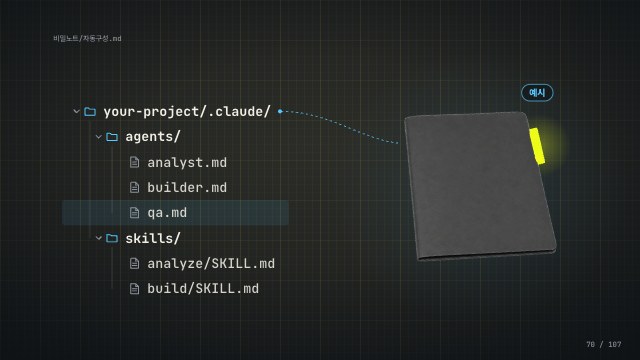 비밀노트/자동구성.md
예시
your-project/.claude/
agents/
analyst.md
builder.md
qa.md
skills/
analyze/SKILL.md
build/SKILL.md
70 / 107